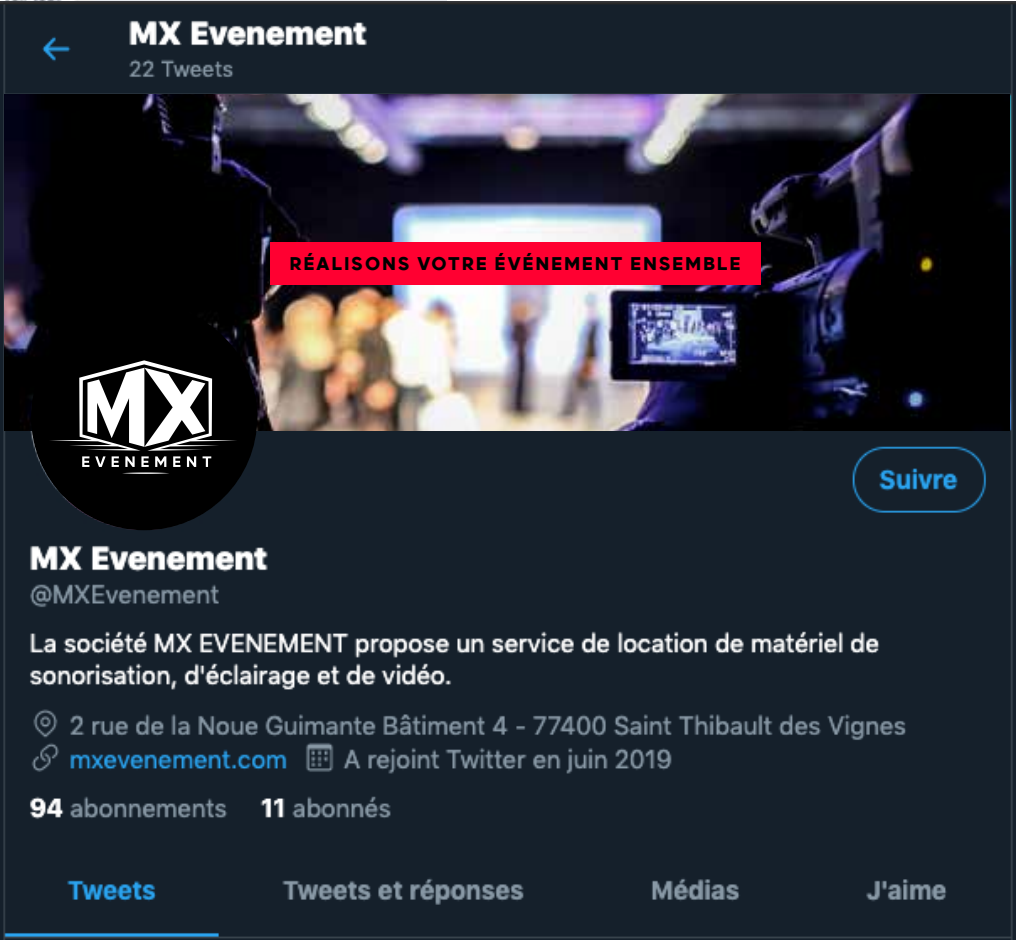 MX Evenement
22 Tweets
RÉALISONS VOTRE ÉVÉNEMENT ENSEMBLE
MX
EVENEMENT
Suivre
MX Evenement
@MXEvenement
La société MX EVENEMENT propose un service de location de matériel de
sonorisation, d'éclairage et de vidéo.
2 rue de la Noue Guimante Bâtiment 4 - 77400 Saint Thibault des Vignes
mxevenement.com A rejoint Twitter en juin 2019
94 abonnements 11 abonnés
Tweets Tweets et réponses Médias J'aime